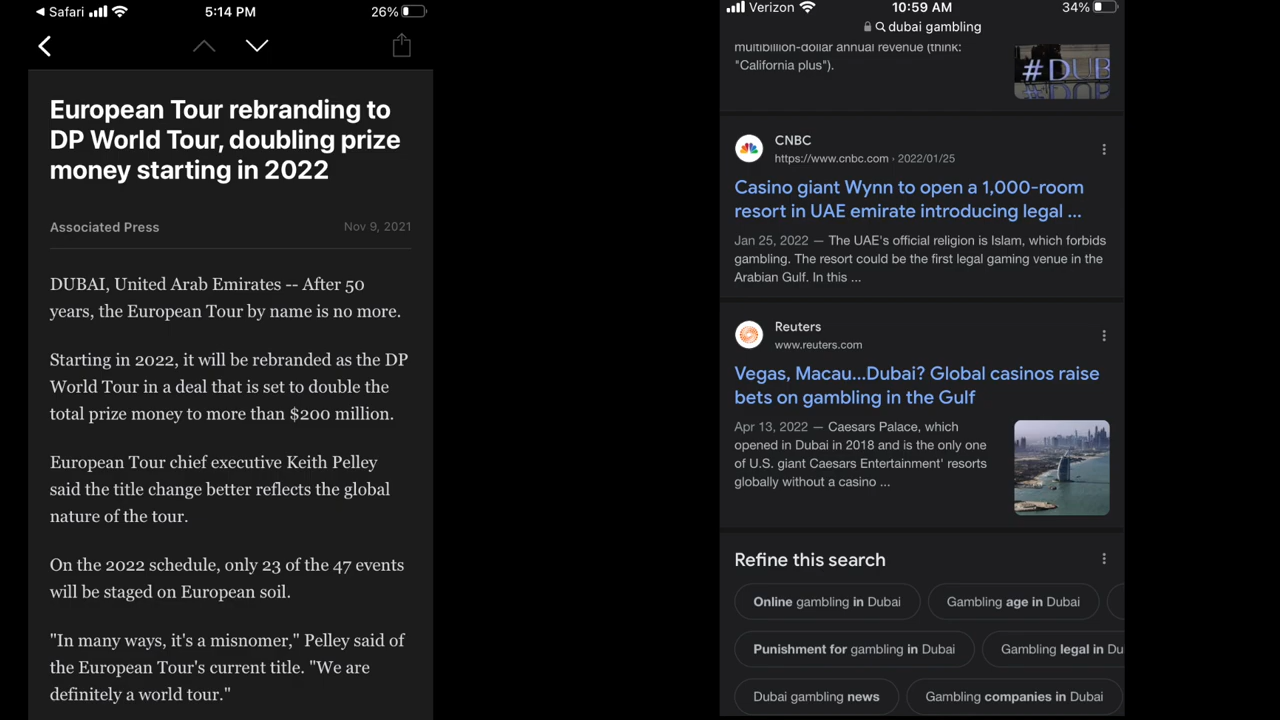 Safari 5:14 PM 26%
European Tour rebranding to
DP World Tour, doubling prize
money starting in 2022
Associated Press Nov 9, 2021
DUBAI, United Arab Emirates -- After 50
years, the European Tour by name is no more.
Starting in 2022, it will be rebranded as the DP
World Tour in a deal that is set to double the
total prize money to more than $200 million.
European Tour chief executive Keith Pelley
said the title change better reflects the global
nature of the tour.
On the 2022 schedule, only 23 of the 47 events
will be staged on European soil.
"In many ways, it's a misnomer," Pelley said of
the European Tour's current title. "We are
definitely a world tour."
Verizon 10:59 AM 34%
dubai gambling
multibillion-dollar annual revenue (think:
"California plus").
#DUB
CNBC
https://www.cnbc.com › 2022/01/25
Casino giant Wynn to open a 1,000-room
resort in UAE emirate introducing legal ...
Jan 25, 2022 — The UAE's official religion is Islam, which forbids
gambling. The resort could be the first legal gaming venue in the
Arabian Gulf. In this ...
Reuters
www.reuters.com
Vegas, Macau...Dubai? Global casinos raise
bets on gambling in the Gulf
Apr 13, 2022 — Caesars Palace, which
opened in Dubai in 2018 and is the only one
of U.S. giant Caesars Entertainment' resorts
globally without a casino ...
Refine this search
Online gambling in Dubai Gambling age in Dubai
Punishment for gambling in Dubai Gambling legal in Du
Dubai gambling news Gambling companies in Dubai